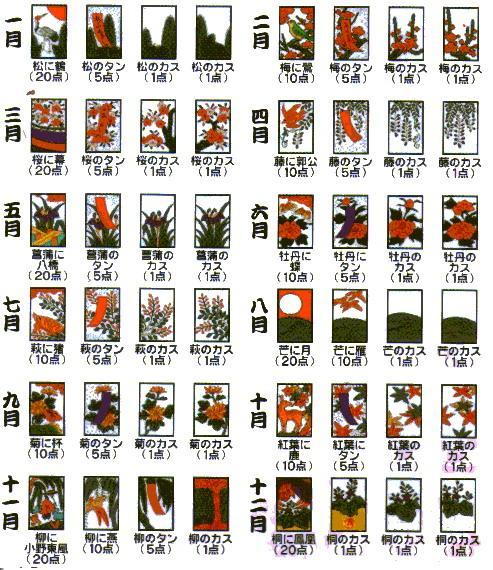 一月
松に鶴 松のタン 松のカス 松のカス
(20点) (5点) (1点) (1点)
二月
梅に鶯 梅のタン 梅のカス 梅のカス
(10点) (5点) (1点) (1点)
三月
桜に幕 桜のタン 桜のカス 桜のカス
(20点) (5点) (1点) (1点)
四月
藤に郭公 藤のタン 藤のカス 藤のカス
(10点) (5点) (1点) (1点)
五月
菖蒲に 菖蒲の 菖蒲の 菖蒲の
八橋 タン カス カス
(20点) (5点) (1点) (1点)
六月
牡丹に 牡丹に 牡丹の 牡丹の
蝶 タン カス カス
(10点) (5点) (1点) (1点)
七月
萩に猪 萩のタン 萩のカス 萩のカス
(10点) (5点) (1点) (1点)
八月
芒に月 芒に雁 芒のカス 芒のカス
(20点) (10点) (1点) (1点)
九月
菊に杯 菊のタン 菊のカス 菊のカス
(10点) (5点) (1点) (1点)
十月
紅葉に 紅葉に 紅葉の 紅葉の
鹿 タン カス カス
(10点) (5点) (1点) (1点)
十一月
柳に 柳に燕 柳のタン 柳のカス
小野東風 (10点) (5点) (1点)
(20点)
十二月
桐に鳳凰 桐のカス 桐のカス 桐のカス
(20点) (1点) (1点) (1点)